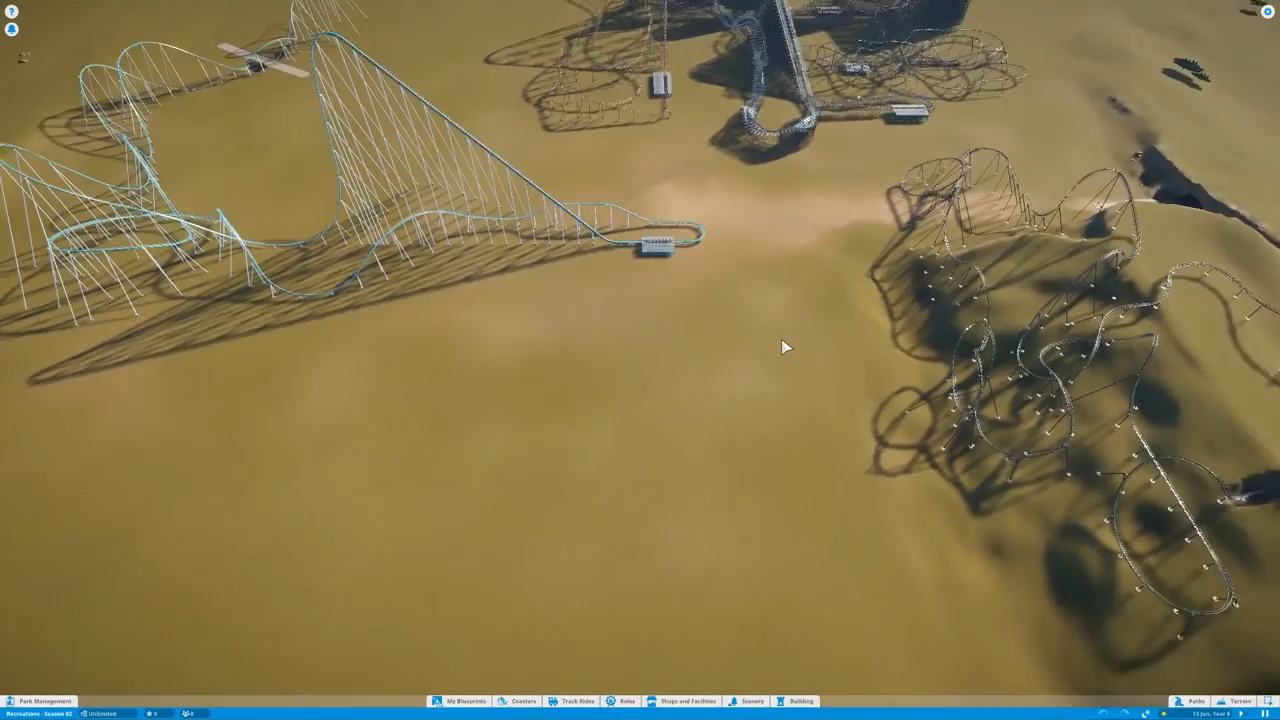 ?
Park Management
My Blueprints
Coasters
Track Rides
Rides
Shops and Facilities
Scenery
Building
Paths
Terrain
Recreations - Season 02
Unlimited
13 Jun, Year 6